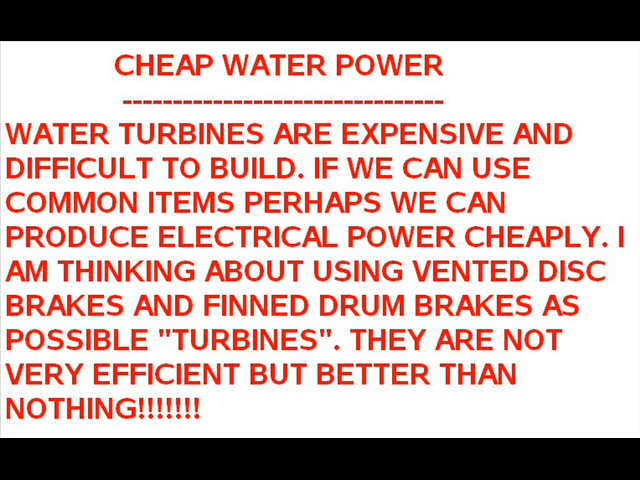 CHEAP WATER POWER
--------------------------------
WATER TURBINES ARE EXPENSIVE AND
DIFFICULT TO BUILD. IF WE CAN USE
COMMON ITEMS PERHAPS WE CAN
PRODUCE ELECTRICAL POWER CHEAPLY. I
AM THINKING ABOUT USING VENTED DISC
BRAKES AND FINNED DRUM BRAKES AS
POSSIBLE "TURBINES". THEY ARE NOT
VERY EFFICIENT BUT BETTER THAN
NOTHING!!!!!!!